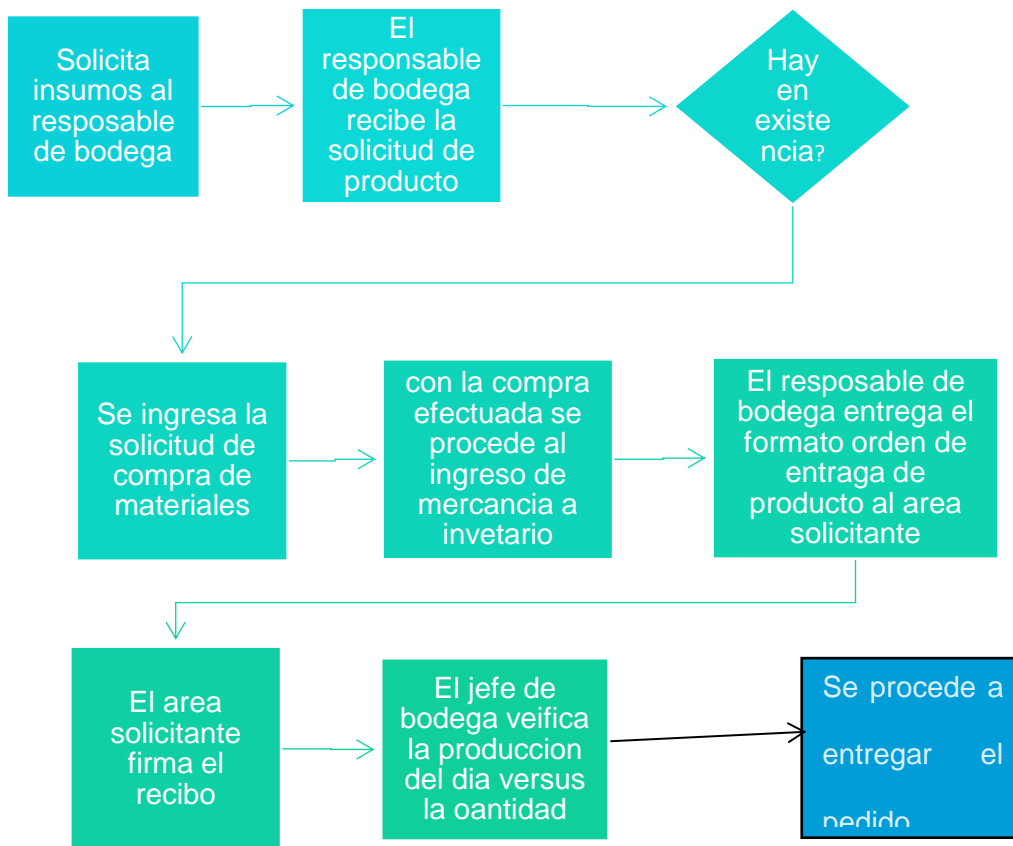 Solicita
insumos al
resposable
de bodega
El
responsable
de bodega
recibe la
solicitud de
producto
Hay
en
existe
ncia?
Se ingresa la
solicitud de
compra de
materiales
con la compra
efectuada se
procede al
ingreso de
mercancia a
invetario
El resposable de
bodega entrega el
formato orden de
entraga de
producto al area
solicitante
El area
solicitante
firma el
recibo
El jefe de
bodega veifica
la produccion
del dia versus
la oantidad
Se procede a
entregar el
pedido